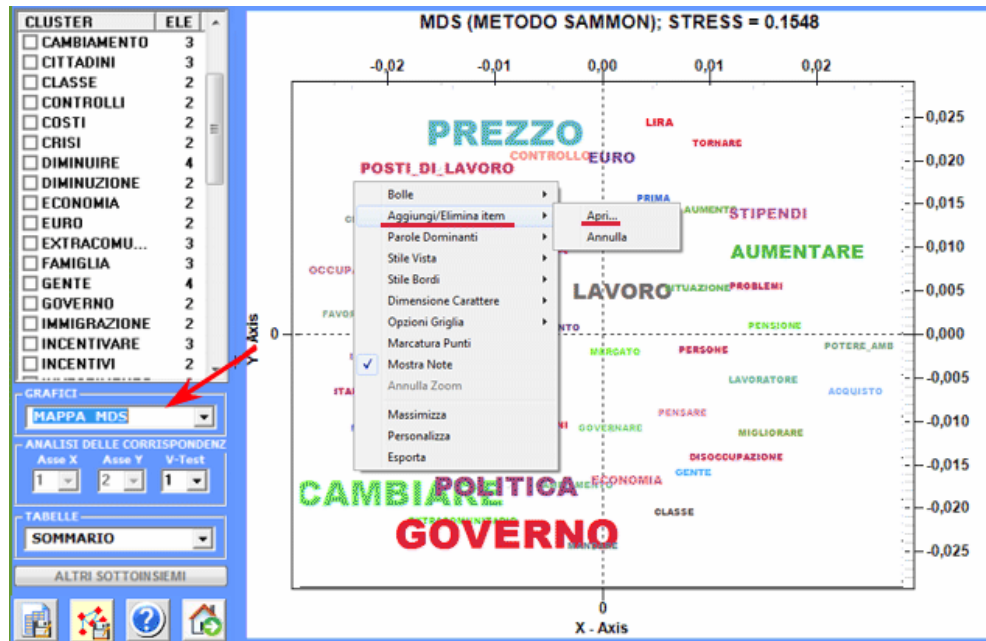 CLUSTER ELE
CAMBIAMENTO 3
CITTADINI 3
CLASSE 2
CONTROLLI 2
COSTI 2
CRISI 2
DIMINUIRE 4
DIMINUZIONE 2
ECONOMIA 2
EURO 2
EXTRACOMU... 3
FAMIGLIA 3
GENTE 4
GOVERNO 2
IMMIGRAZIONE 2
INCENTIVARE 3
INCENTIVI 2
GRAFICI
MAPPA MDS
ANALISI DELLE CORRISPONDENZ
Asse X Asse Y V-Test
1 2 1
TABELLE
SOMMARIO
ALTRI SOTTOINSIEMI
MDS (METODO SAMMON); STRESS = 0.1548
-0,02 -0,01 0,00 0,01 0,02
0,025
0,020
0,015
0,010
0,005
0,000
-0,005
-0,010
-0,015
-0,020
-0,025
Y Axis
0
0
X - Axis
LIRA
PREZZO
TORNARE
CONTROLLO
EURO
POSTI_DI_LAVORO
PRIMA
AUMENTO
STIPENDI
AUMENTARE
OCCUP
LAVORO
SITUAZIONE
PROBLEMI
FAVOR
NTO
PENSIONE
MERCATO
PERSONE
POTERE_AMB
ITA
LAVORATORE
ACQUISTO
PENSARE
NI
GOVERNARE
MIGLIORARE
DISOCCUPAZIONE
GENTE
CAMBIARE
POLITICA
ECONOMIA
CLASSE
GOVERNO
Bolle
Aggiungi/Elimina item
Parole Dominanti
Stile Vista
Stile Bordi
Dimensione Carattere
Opzioni Griglia
Marcatura Punti
Mostra Note
Annulla Zoom
Massimizza
Personalizza
Esporta
Apri...
Annulla